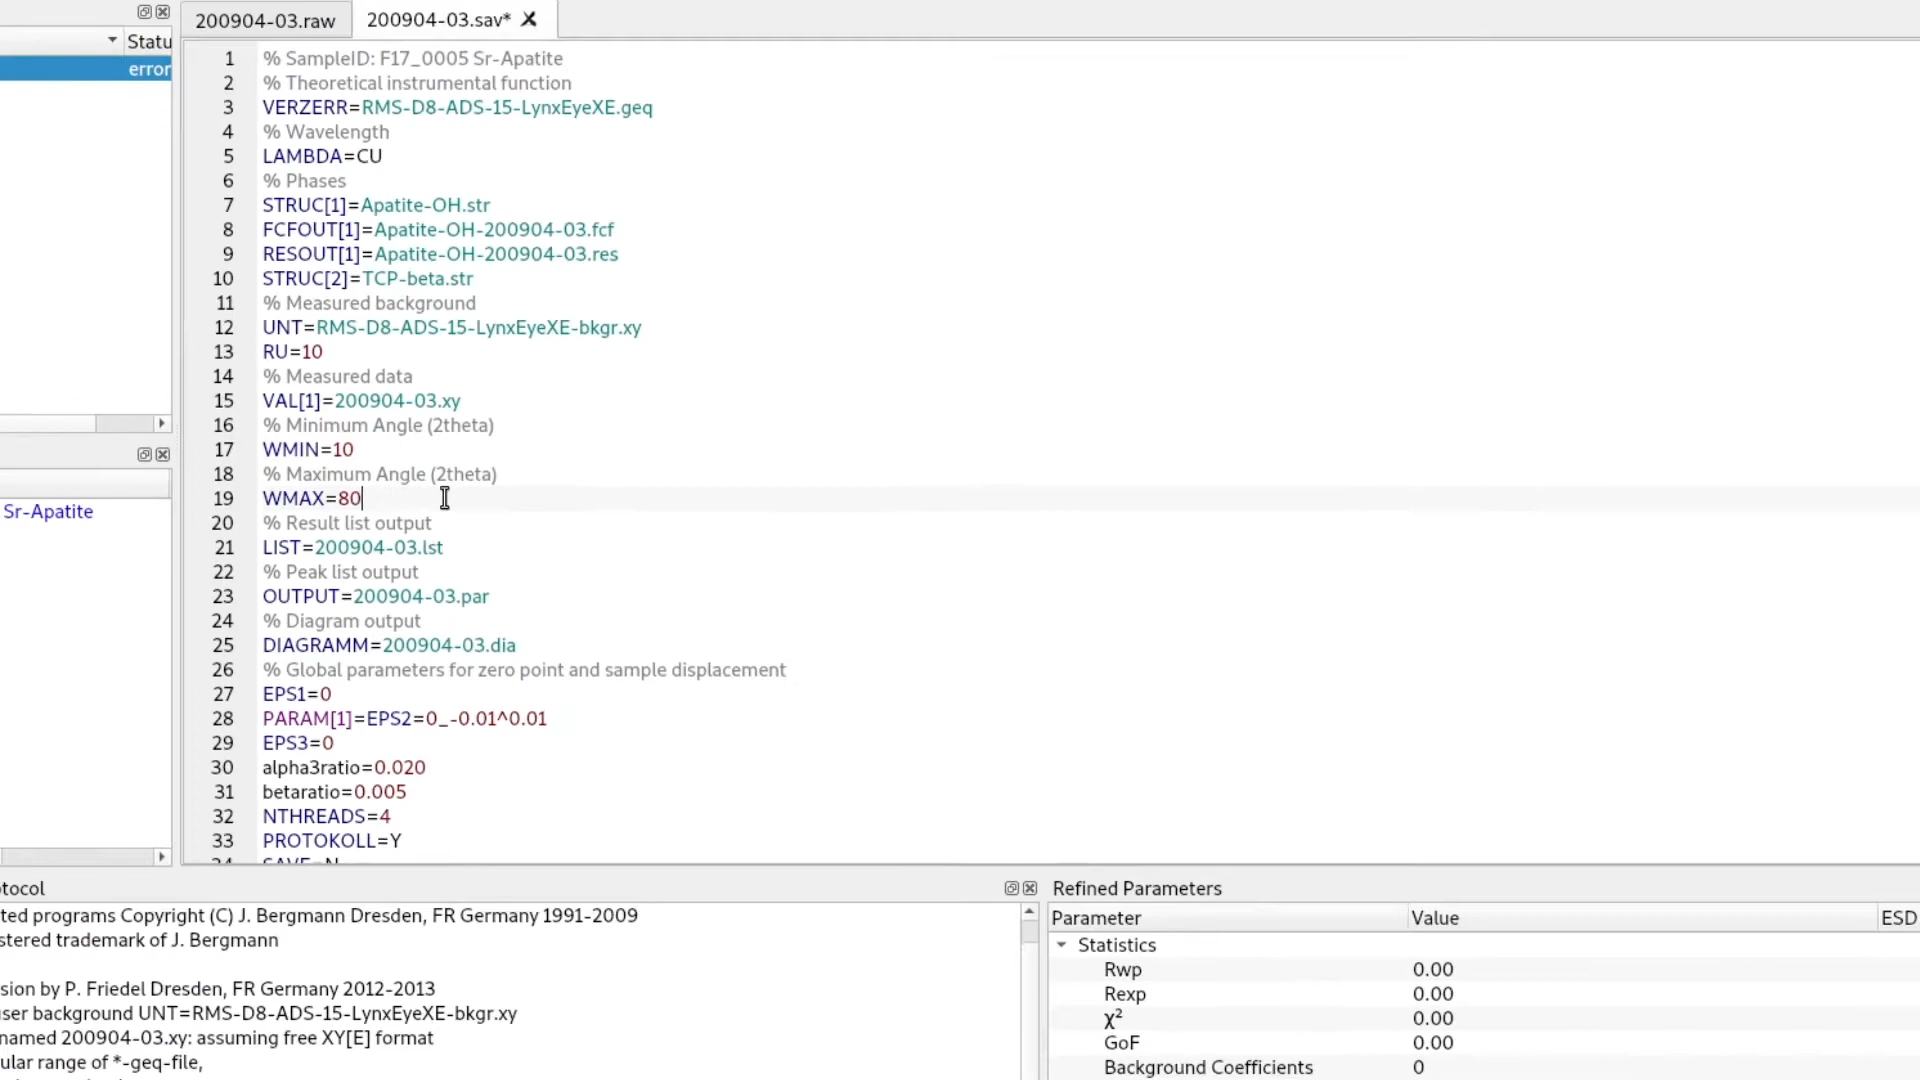 200904-03.raw
200904-03.sav*
Statu
error
Sr-Apatite
1 % SampleID: F17_0005 Sr-Apatite
2 % Theoretical instrumental function
3 VERZERR=RMS-D8-ADS-15-LynxEyeXE.geq
4 % Wavelength
5 LAMBDA=CU
6 % Phases
7 STRUC[1]=Apatite-OH.str
8 FCFOUT[1]=Apatite-OH-200904-03.fcf
9 RESOUT[1]=Apatite-OH-200904-03.res
10 STRUC[2]=TCP-beta.str
11 % Measured background
12 UNT=RMS-D8-ADS-15-LynxEyeXE-bkgr.xy
13 RU=10
14 % Measured data
15 VAL[1]=200904-03.xy
16 % Minimum Angle (2theta)
17 WMIN=10
18 % Maximum Angle (2theta)
19 WMAX=80
20 % Result list output
21 LIST=200904-03.lst
22 % Peak list output
23 OUTPUT=200904-03.par
24 % Diagram output
25 DIAGRAMM=200904-03.dia
26 % Global parameters for zero point and sample displacement
27 EPS1=0
28 PARAM[1]=EPS2=0_-0.01^0.01
29 EPS3=0
30 alpha3ratio=0.020
31 betaratio=0.005
32 NTHREADS=4
33 PROTOKOLL=Y
34 SAVE=N
otocol
ted programs Copyright (C) J. Bergmann Dresden, FR Germany 1991-2009
stered trademark of J. Bergmann
sion by P. Friedel Dresden, FR Germany 2012-2013
ser background UNT=RMS-D8-ADS-15-LynxEyeXE-bkgr.xy
named 200904-03.xy: assuming free XY[E] format
ular range of *-geq-file,
Refined Parameters
Parameter Value ESD
Statistics
Rwp 0.00
Rexp 0.00
χ² 0.00
GoF 0.00
Background Coefficients 0